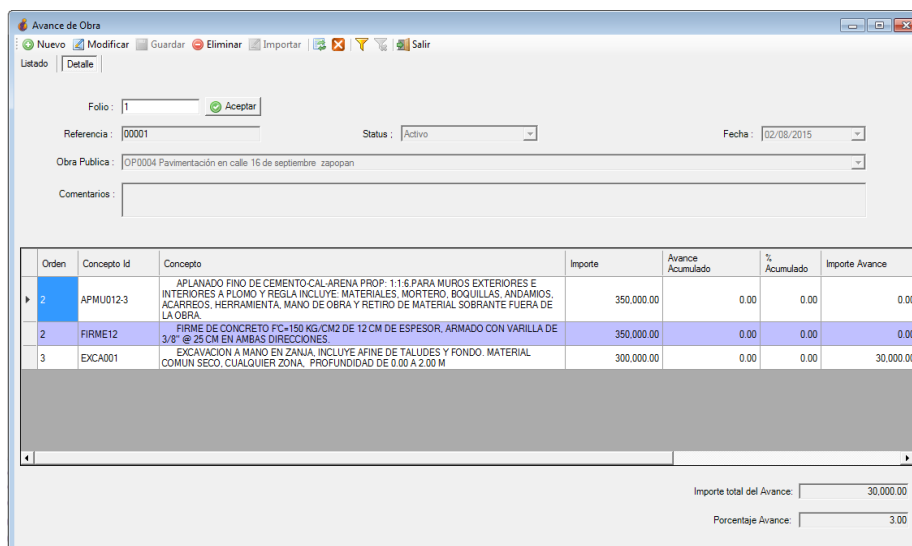 Avance de Obra
Nuevo Modificar Guardar Eliminar Importar Salir
Listado Detalle
Folio : 1 Aceptar
Referencia : 00001 Status ; Activo Fecha : 02/08/2015
Obra Publica : OP0004 Pavimentación en calle 16 de septiembre zapopan
Comentarios :
Orden Concepto Id Concepto Importe Avance Acumulado % Acumulado Importe Avance
2 APMU012-3 APLANADO FINO DE CEMENTO-CAL-ARENA PROP: 1:1:6.PARA MUROS EXTERIORES E
INTERIORES A PLOMO Y REGLA INCLUYE: MATERIALES, MORTERO, BOQUILLAS, ANDAMIOS,
ACARREOS, HERRAMIENTA, MANO DE OBRA Y RETIRO DE MATERIAL SOBRANTE FUERA DE
LA OBRA. 350,000.00 0.00 0.00 0.00
2 FIRME12 FIRME DE CONCRETO F'C=150 KG/CM2 DE 12 CM DE ESPESOR, ARMADO CON VARILLA DE
3/8" @ 25 CM EN AMBAS DIRECCIONES. 350,000.00 0.00 0.00 0.00
3 EXCA001 EXCAVACION A MANO EN ZANJA, INCLUYE AFINE DE TALUDES Y FONDO. MATERIAL
COMUN SECO, CUALQUIER ZONA, PROFUNDIDAD DE 0.00 A 2.00 M 300,000.00 0.00 0.00 30,000.00
Importe total del Avance: 30,000.00
Porcentaje Avance: 3.00